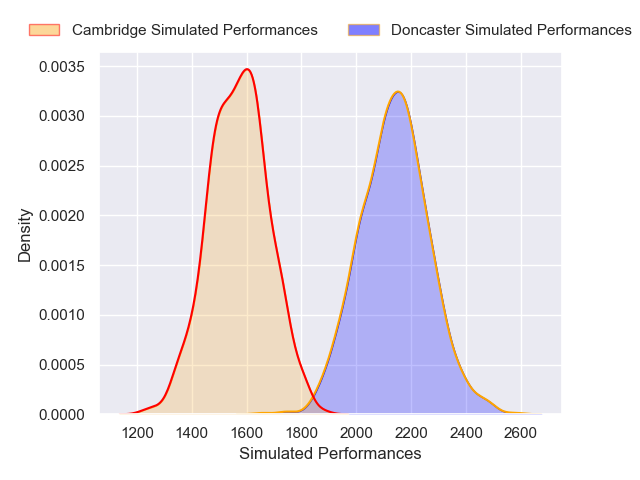 Cambridge Simulated Performances
Doncaster Simulated Performances
0.0035
0.0030
0.0025
0.0020
0.0015
0.0010
0.0005
0.0000
Density
1200 1400 1600 1800 2000 2200 2400 2600
Simulated Performances